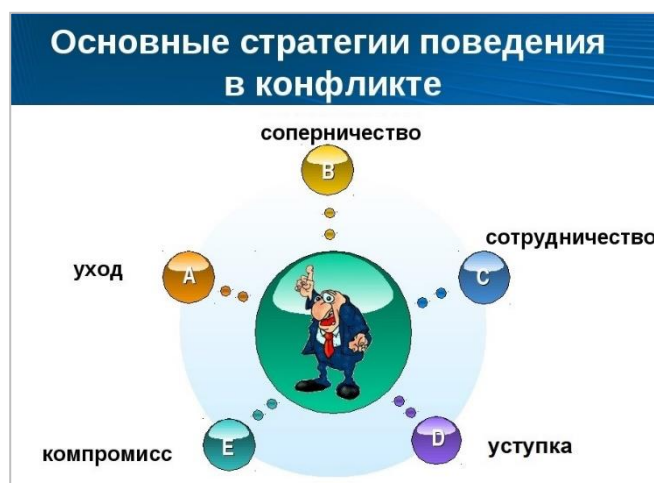 Основные стратегии поведения
в конфликте
соперничество
B
сотрудничество
уход
A
C
E
D
компромисс
уступка